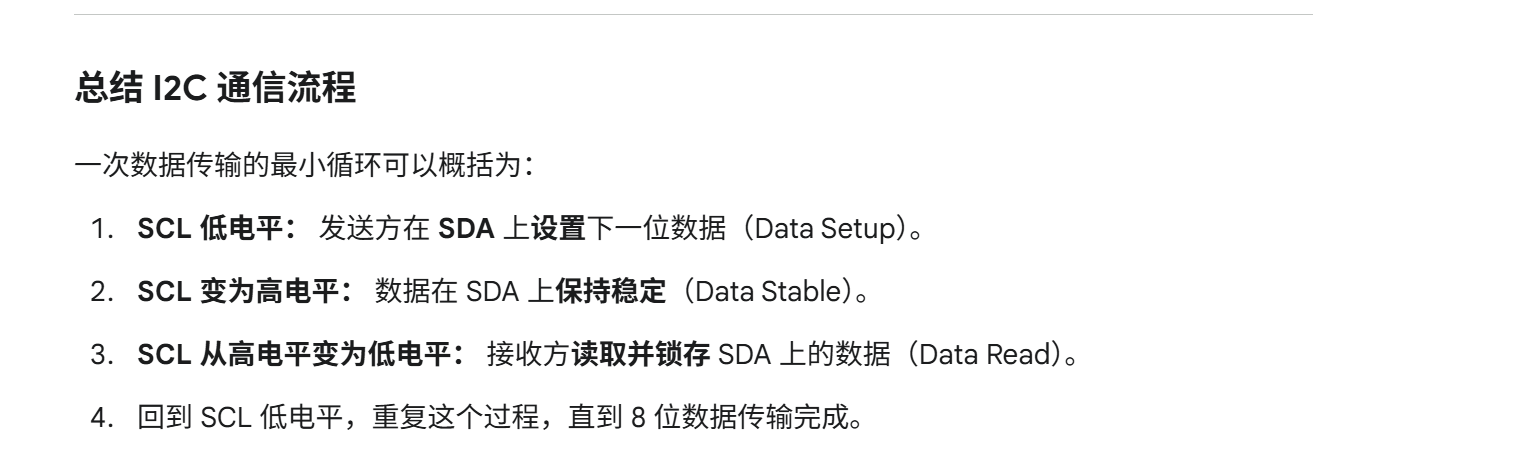 总结 I2C 通信流程
一次数据传输的最小循环可以概括为：
1. SCL 低电平： 发送方在 SDA 上设置下一位数据（Data Setup）。
2. SCL 变为高电平： 数据在 SDA 上保持稳定（Data Stable）。
3. SCL 从高电平变为低电平： 接收方读取并锁存 SDA 上的数据（Data Read）。
4. 回到 SCL 低电平，重复这个过程，直到 8 位数据传输完成。